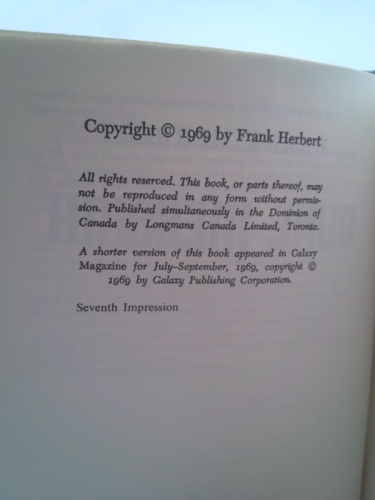 Copyright © 1969 by Frank Herbert
All rights reserved. This book, or parts thereof, may
not be reproduced in any form without permis-
sion. Published simultaneously in the Dominion of
Canada by Longmans Canada Limited, Toronto.
A shorter version of this book appeared in Galaxy
Magazine for July–September, 1969, copyright ©
1969 by Galaxy Publishing Corporation.
Seventh Impression